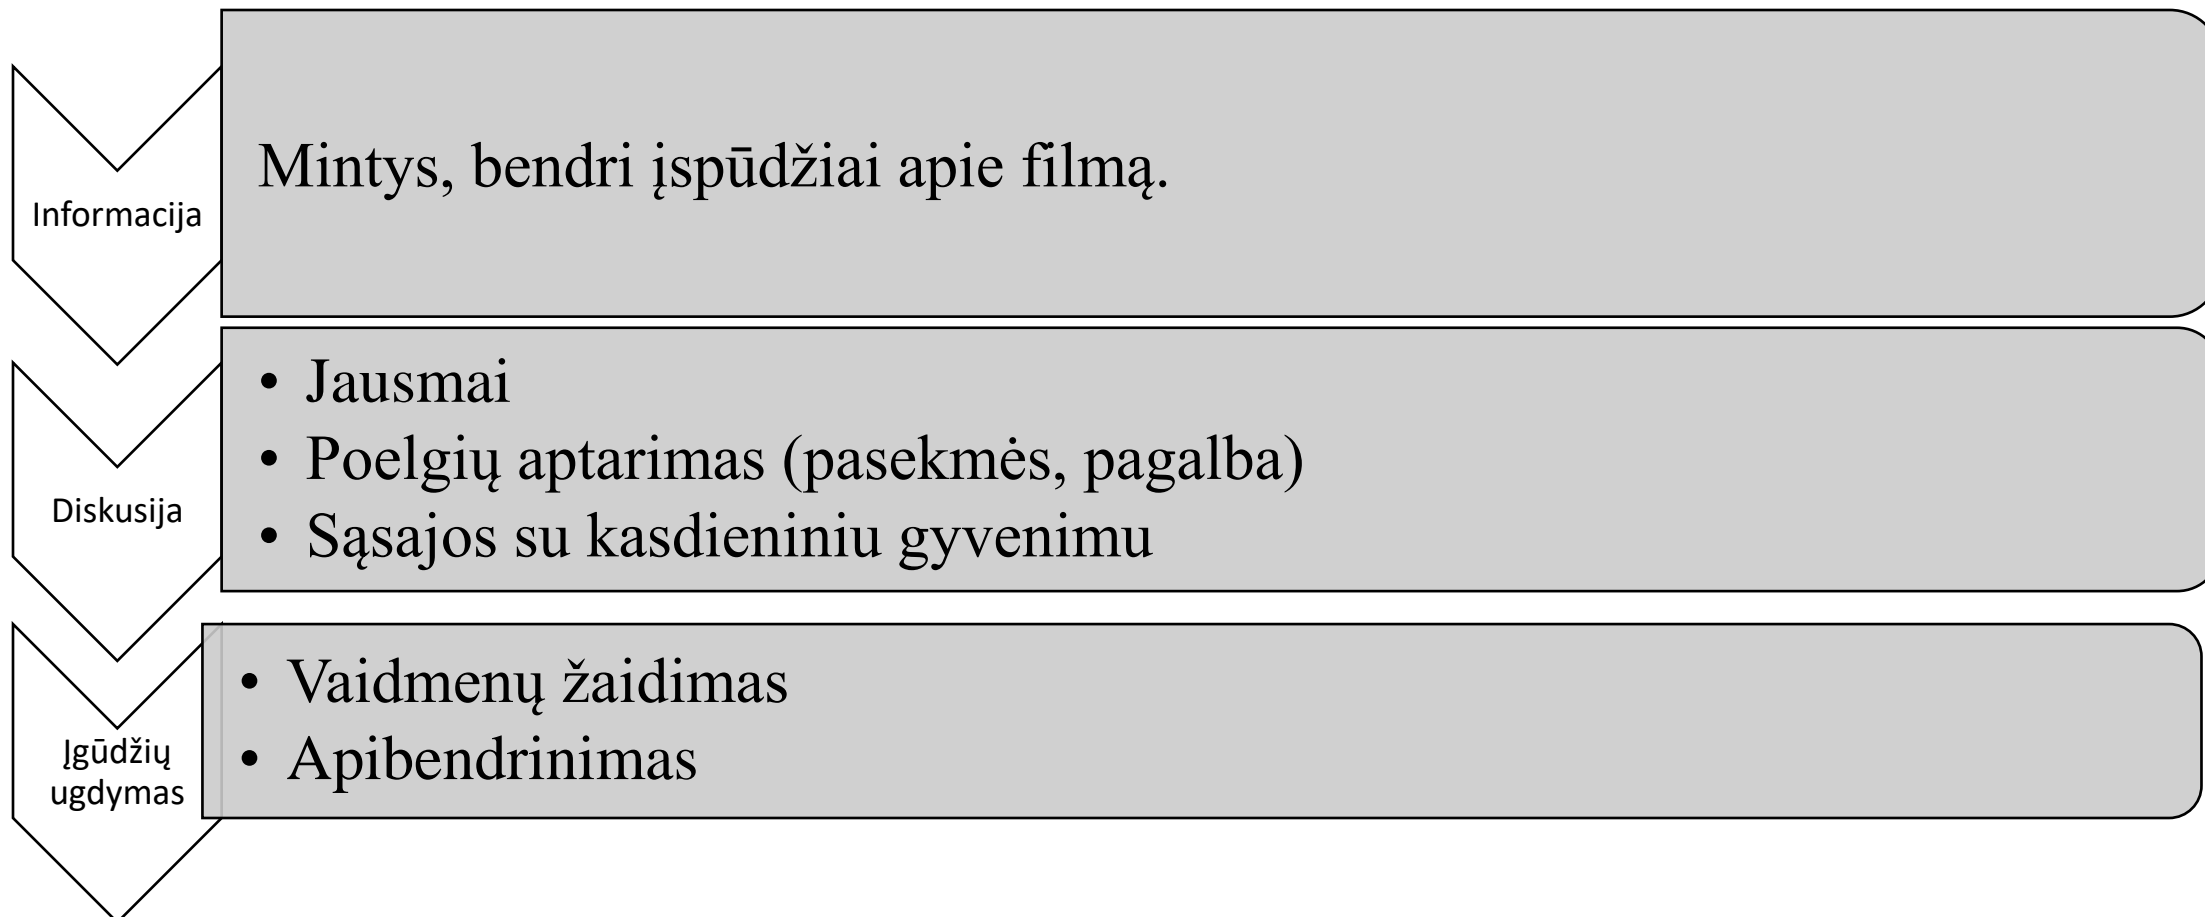 Informacija
Mintys, bendri įspūdžiai apie filmą.
Diskusija
• Jausmai
• Poelgių aptarimas (pasekmės, pagalba)
• Sąsajos su kasdieniniu gyvenimu
Įgūdžių
ugdymas
• Vaidmenų žaidimas
• Apibendrinimas